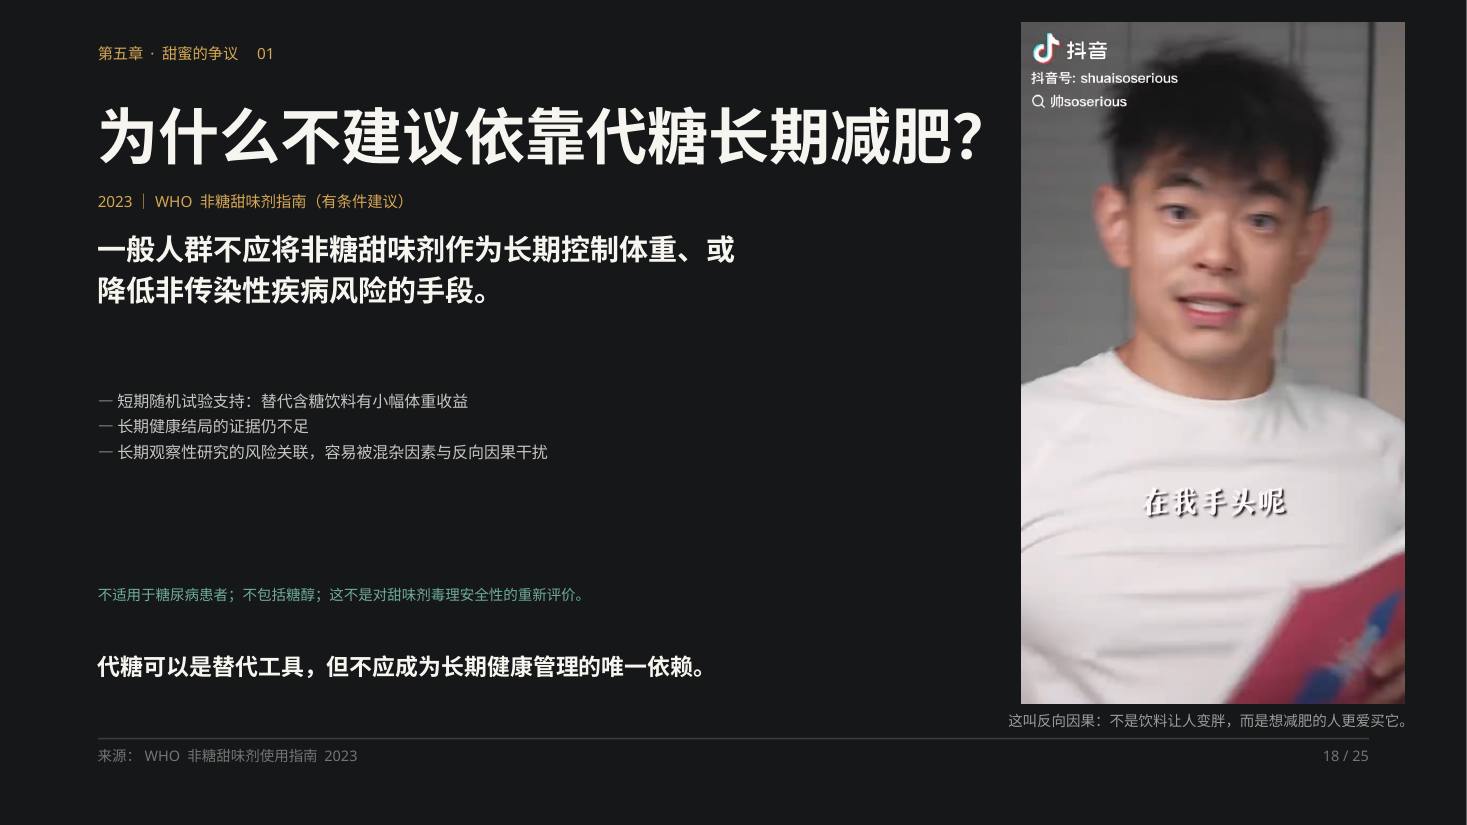 第五章 · 甜蜜的争议 01
为什么不建议依靠代糖长期减肥？
2023 | WHO 非糖甜味剂指南（有条件建议）
一般人群不应将非糖甜味剂作为长期控制体重、或
降低非传染性疾病风险的手段。
— 短期随机试验支持：替代含糖饮料有小幅体重收益
— 长期健康结局的证据仍不足
— 长期观察性研究的风险关联，容易被混杂因素与反向因果干扰
不适用于糖尿病患者；不包括糖醇；这不是对甜味剂毒理安全性的重新评价。
代糖可以是替代工具，但不应成为长期健康管理的唯一依赖。
抖音
抖音号: shuaisoserious
帅soserious
在我手头呢
这叫反向因果：不是饮料让人变胖，而是想减肥的人更爱买它。
来源： WHO 非糖甜味剂使用指南 2023
18 / 25